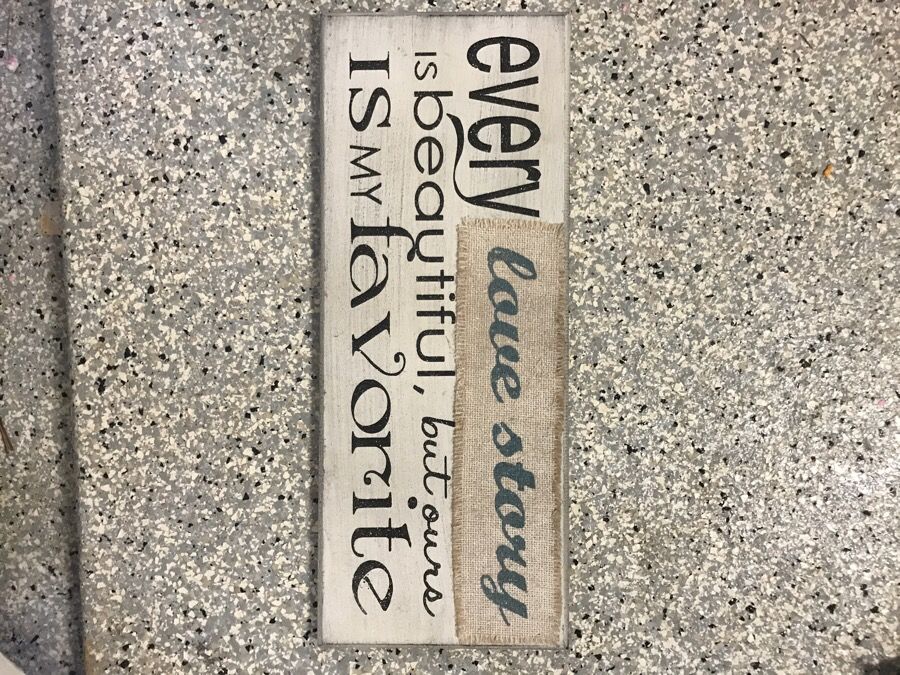 every love story
is beautiful, but ours
IS MY favorite